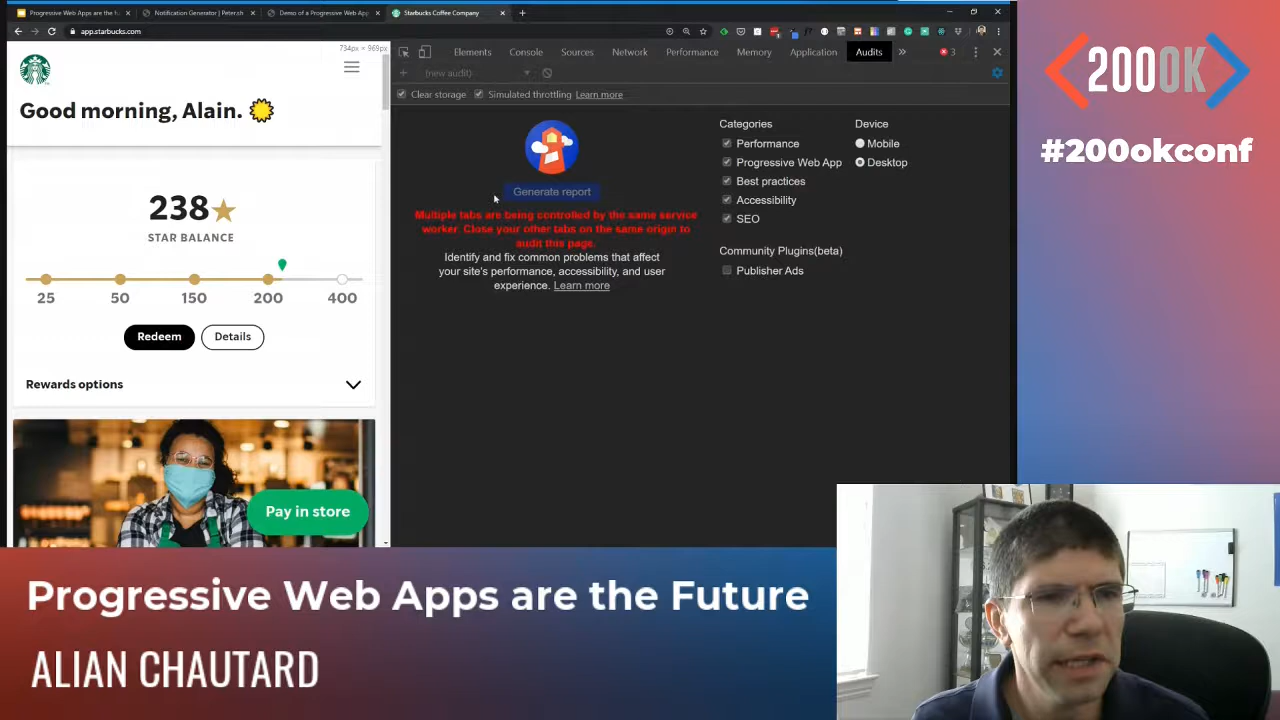 Progressive Web Apps are the fu
Notification Generator | Peter.sh
Demo of a Progressive Web App
Starbucks Coffee Company
app.starbucks.com
734px × 969px
Good morning, Alain.
238
STAR BALANCE
25 50 150 200 400
Redeem Details
Rewards options
Pay in store
Elements Console Sources Network Performance Memory Application Audits » 3
(new audit)
Clear storage Simulated throttling Learn more
Generate report
Multiple tabs are being controlled by the same service
worker. Close your other tabs on the same origin to
audit this page.
Identify and fix common problems that affect
your site's performance, accessibility, and user
experience. Learn more
Categories
Performance
Progressive Web App
Best practices
Accessibility
SEO
Community Plugins(beta)
Publisher Ads
Device
Mobile
Desktop
200OK
#200okconf
Progressive Web Apps are the Future
ALIAN CHAUTARD